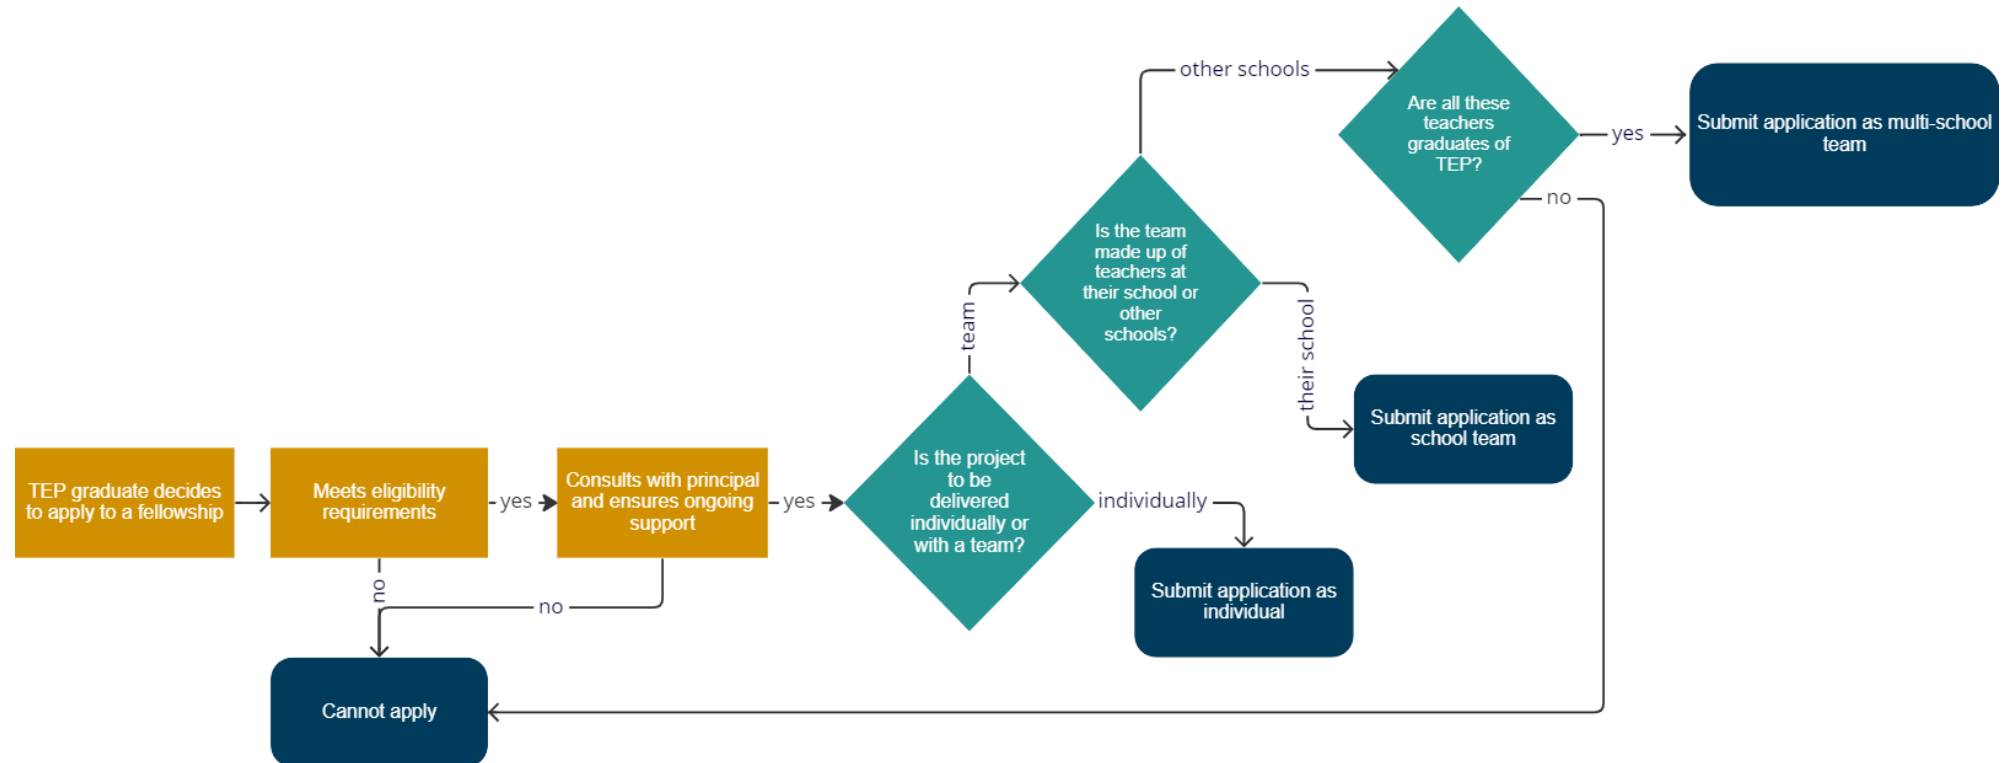 other schools
Are all these
teachers
graduates of
TEP?
yes
Submit application as multi-school
team
no
Is the team
made up of
teachers at
their school or
other
schools?
team
their school
Submit application as
school team
TEP graduate decides
to apply to a fellowship
Meets eligibility
requirements
yes
Consults with principal
and ensures ongoing
support
yes
Is the project
to be
delivered
individually or
with a team?
individually
Submit application as
individual
no
no
Cannot apply